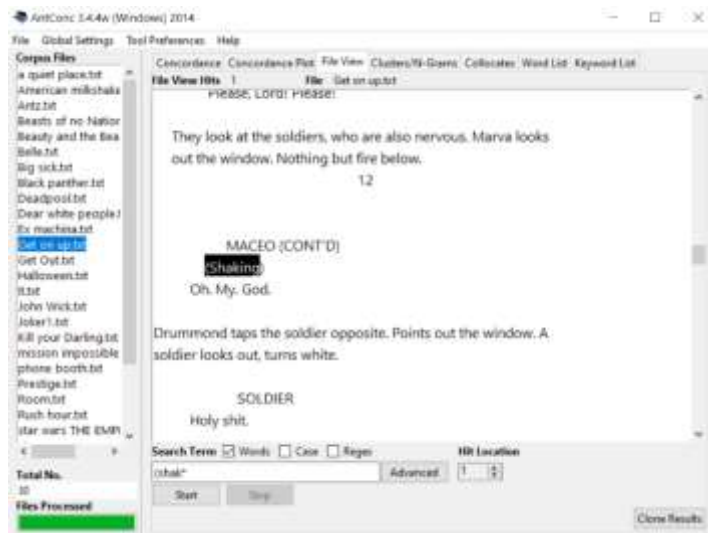 AntConc 3.4.4w (Windows) 2014
File Global Settings Tool Preferences Help
Corpus Files
a quiet place.txt
American milkshake
Antz.txt
Beasts of no Nation
Beauty and the Bea
Belle.txt
Big sick.txt
Black panther.txt
Deadpool.txt
Dear white people.t
Ex machina.txt
Get on up.txt
Get Out.txt
Halloween.txt
It.txt
John Wick.txt
Joker1.txt
Kill your Darling.txt
mission impossible
phone booth.txt
Prestige.txt
Room.txt
Rush hour.txt
star wars THE EMPI
Total No.
30
Files Processed
Concordance Concordance Plot File View Clusters/N-Grams Collocates Word List Keyword List
File View Hits 1 File Get on up.txt
Please, Lord! Please!
They look at the soldiers, who are also nervous. Marva looks
out the window. Nothing but fire below.
12
MACEO (CONT'D)
(Shaking)
Oh. My. God.
Drummond taps the soldier opposite. Points out the window. A
soldier looks out, turns white.
SOLDIER
Holy shit.
Search Term Words Case Regex Hit Location
(shak* Advanced 1
Start Stop
Clone Results